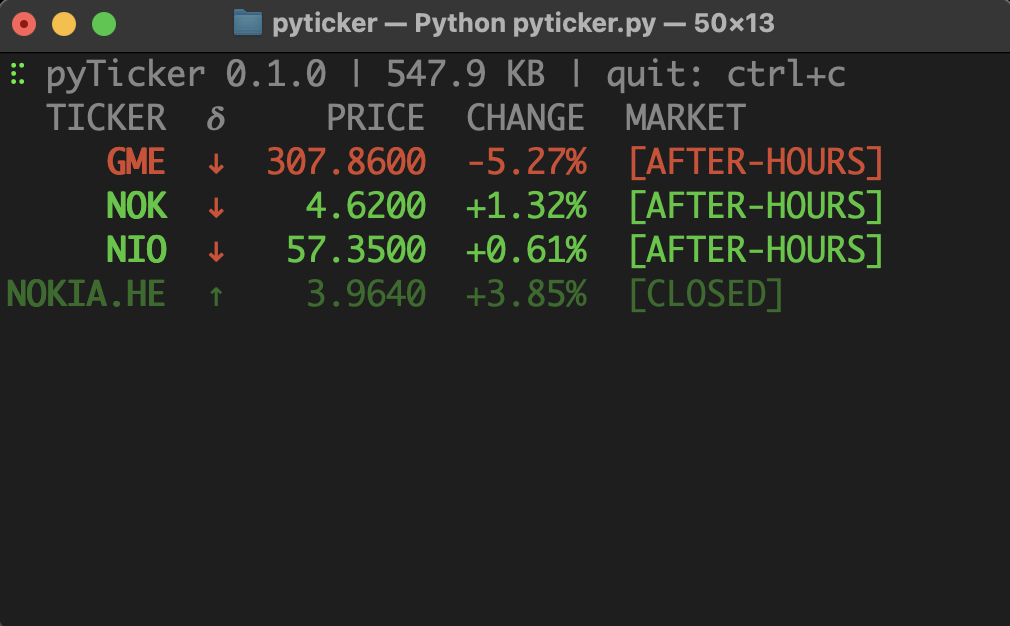 pyticker — Python pyticker.py — 50×13
pyTicker 0.1.0 | 547.9 KB | quit: ctrl+c
TICKER δ PRICE CHANGE MARKET
GME ↓ 307.8600 -5.27% [AFTER-HOURS]
NOK ↓ 4.6200 +1.32% [AFTER-HOURS]
NIO ↓ 57.3500 +0.61% [AFTER-HOURS]
NOKIA.HE ↑ 3.9640 +3.85% [CLOSED]